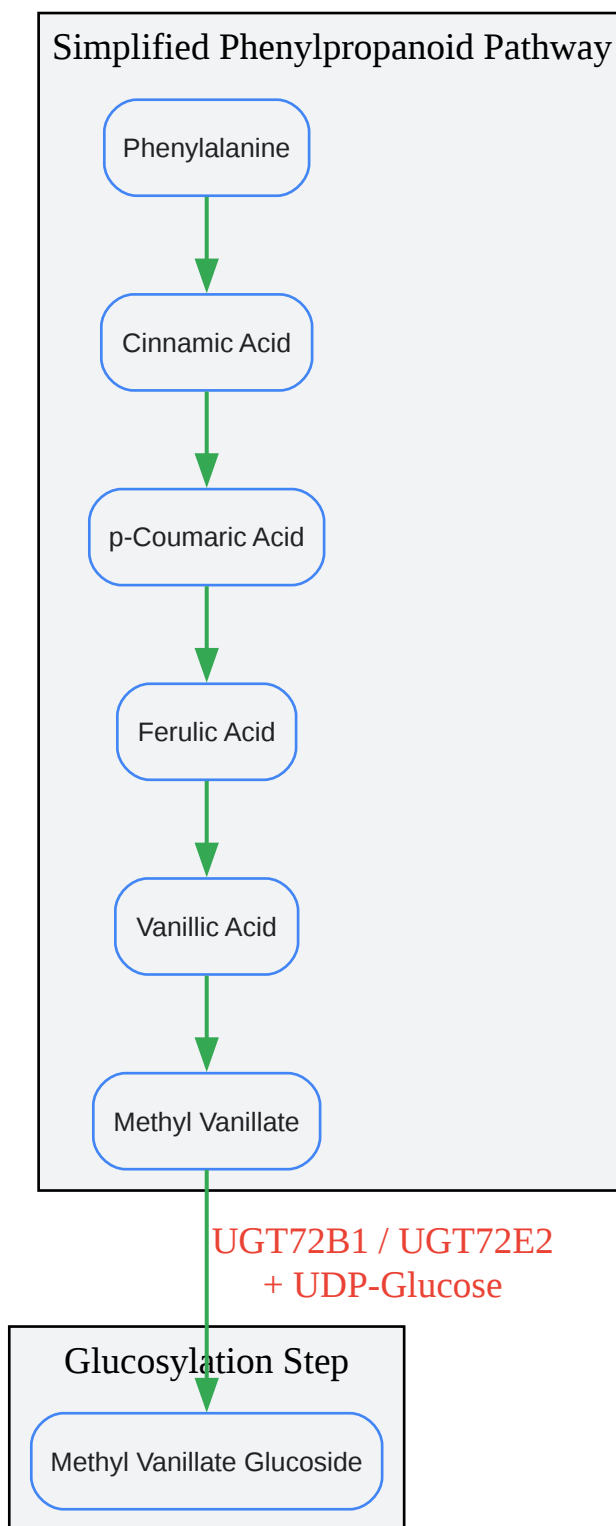 Simplified Phenylpropanoid Pathway
Phenylalanine
Cinnamic Acid
p-Coumaric Acid
Ferulic Acid
Vanillic Acid
Methyl Vanillate
UGT72B1 / UGT72E2
+ UDP-Glucose
Glucosylation Step
Methyl Vanillate Glucoside